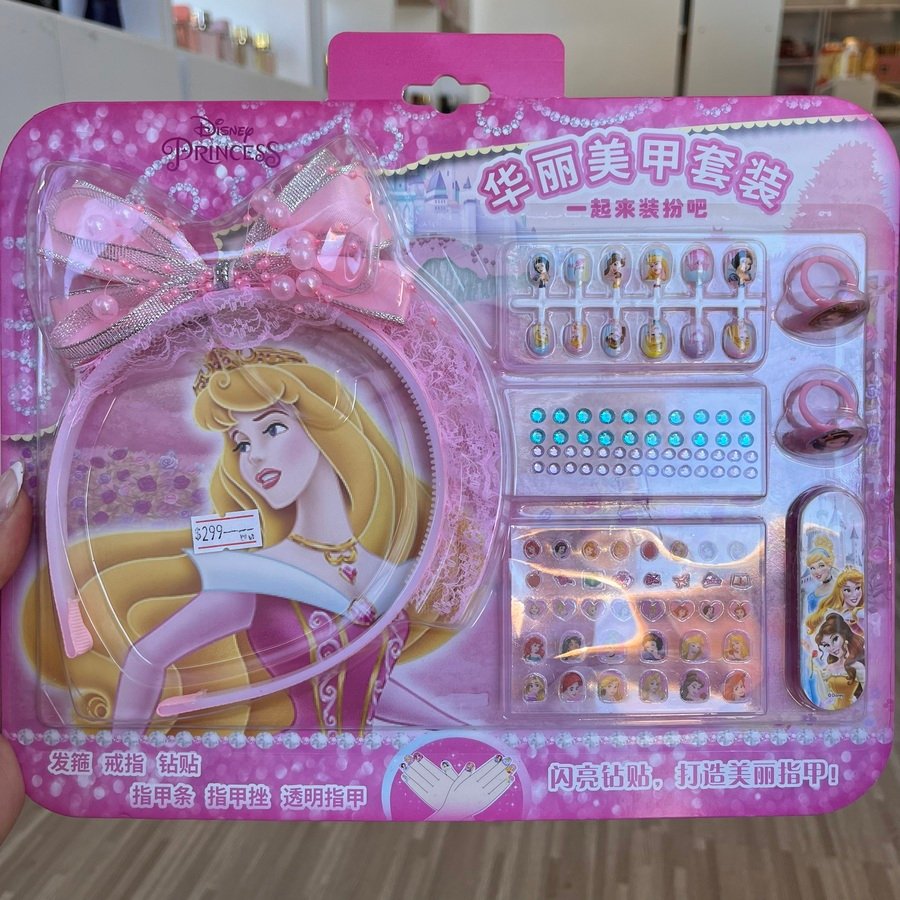 Disney
PRINCESS
华丽美甲套装
一起来装扮吧
$299
发箍 戒指 钻贴
指甲条 指甲挫 透明指甲
闪亮钻贴，打造美丽指甲！
©Disney